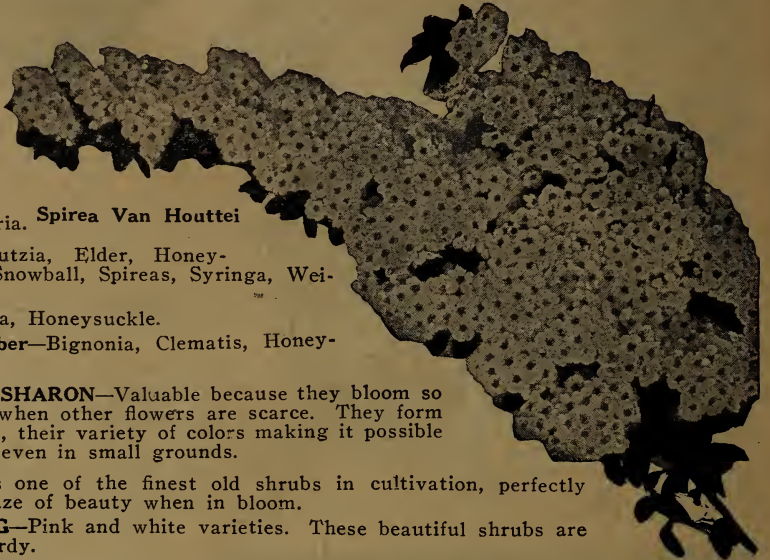 ria. Spirea Van Houttei
utzia, Elder, Honey-
Snowball, Spireas, Syringa, Wei-
a, Honeysuckle.
ber—Bignonia, Clematis, Honey-
SHARON—Valuable because they bloom so
when other flowers are scarce. They form
, their variety of colors making it possible
even in small grounds.
s one of the finest old shrubs in cultivation, perfectly
aze of beauty when in bloom.
G—Pink and white varieties. These beautiful shrubs are
rdy.